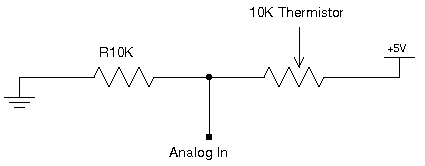 10K Thermistor
R10K
+5V
Analog In